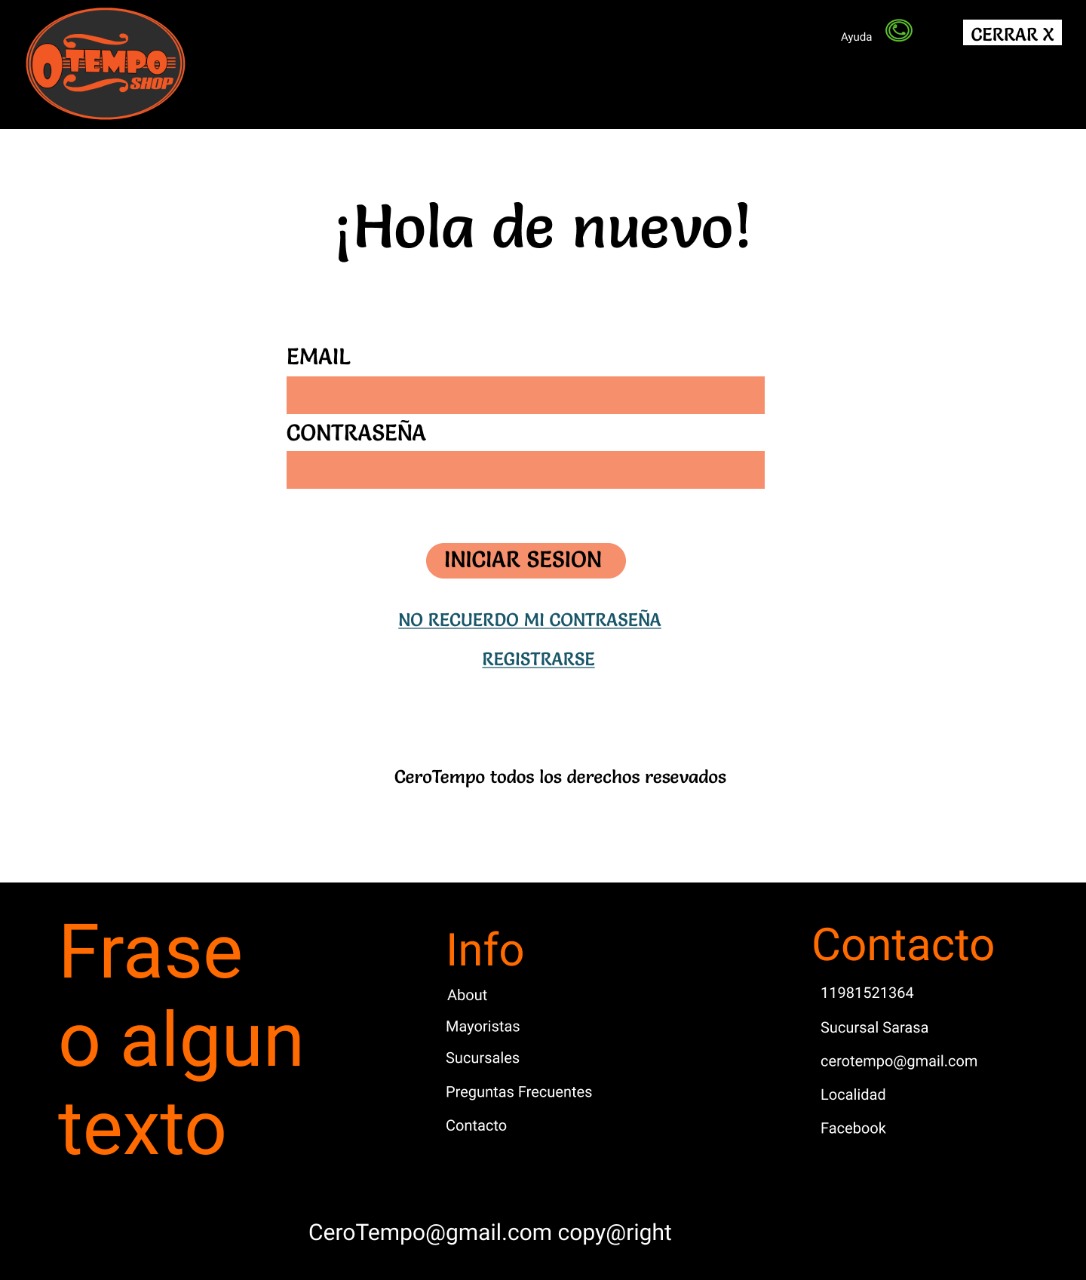 0 TEMPO
SHOP
Ayuda
CERRAR X
¡Hola de nuevo!
EMAIL
CONTRASEÑA
INICIAR SESION
NO RECUERDO MI CONTRASEÑA
REGISTRARSE
CeroTempo todos los derechos resevados
Frase
o algun
texto
Info
About
Mayoristas
Sucursales
Preguntas Frecuentes
Contacto
Contacto
11981521364
Sucursal Sarasa
cerotempo@gmail.com
Localidad
Facebook
CeroTempo@gmail.com copy@right